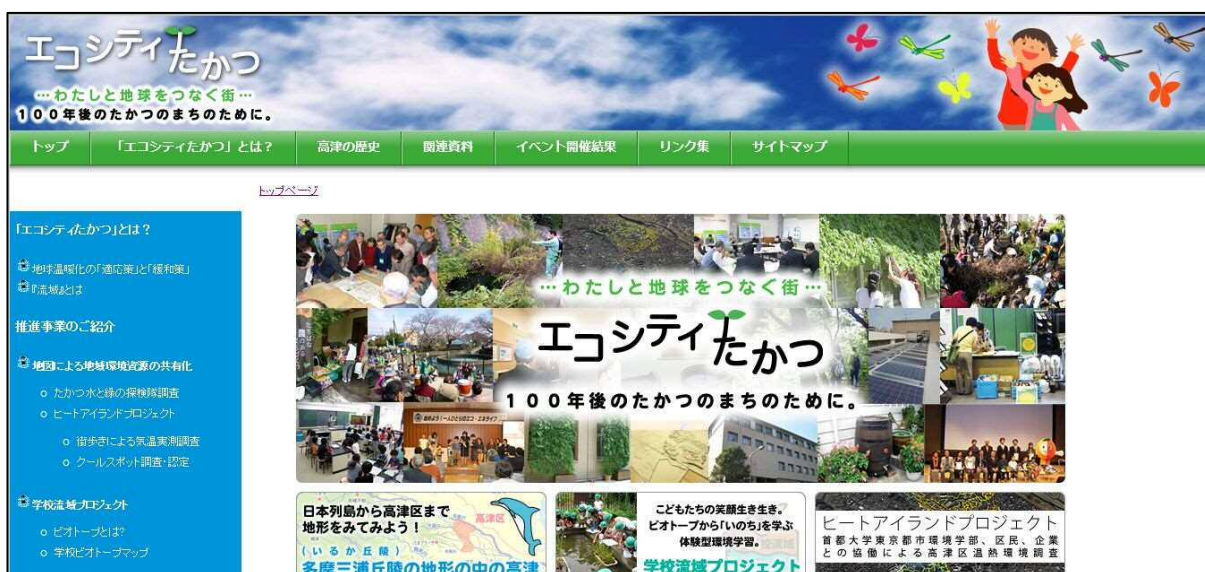 エコシティたかつ
…わたしと地球をつなぐ街…
100年後のたかつのまちのために。
トップ 「エコシティたかつ」とは？ 高津の歴史 関連資料 イベント開催結果 リンク集 サイトマップ
トップページ
「エコシティたかつ」とは？
地球温暖化の「適応策」と「緩和策」
『流域』とは
推進事業のご紹介
地図による地域環境資源の共有化
たかつ水と緑の探検隊調査
ヒートアイランドプロジェクト
街歩きによる気温実測調査
クールスポット調査・認定
学校流域プロジェクト
ビオトープとは？
学校ビオトープマップ
…わたしと地球をつなぐ街…
エコシティたかつ
100年後のたかつのまちのために。
日本列島から高津区まで
地形をみてみよう！
高津区
（いるか丘陵）
多摩三浦丘陵の地形の中の高津
こどもたちの笑顔生き生き。
ビオトープから「いのち」を学ぶ
体験型環境学習。
学校流域プロジェクト
ヒートアイランドプロジェクト
首都大学東京都市環境学部、区民、企業
との協働による高津区温熱環境調査